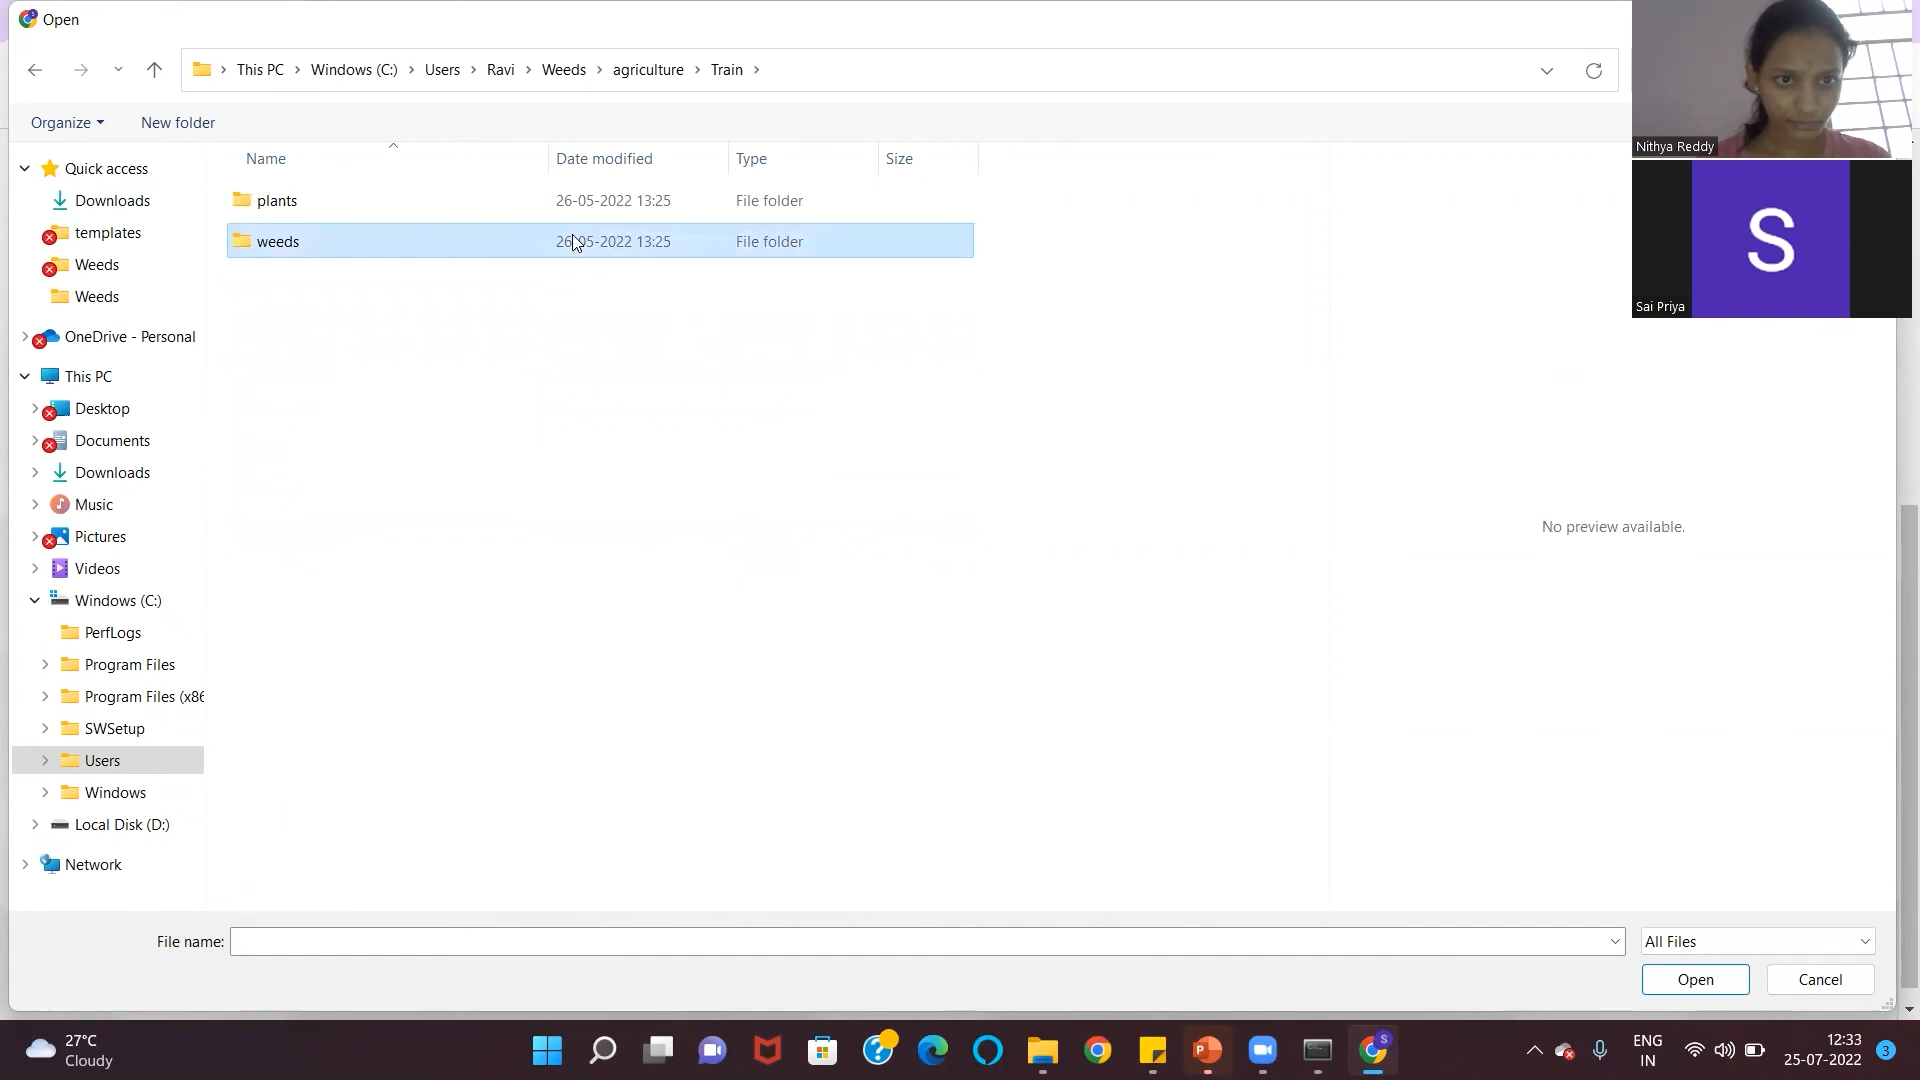 Open
This PC Windows (C:) Users Ravi Weeds agriculture Train
Organize New folder
Name Date modified Type Size
plants 26-05-2022 13:25 File folder
weeds 26-05-2022 13:25 File folder
Quick access
Downloads
templates
Weeds
Weeds
OneDrive - Personal
This PC
Desktop
Documents
Downloads
Music
Pictures
Videos
Windows (C:)
PerfLogs
Program Files
Program Files (x86
SWSetup
Users
Windows
Local Disk (D:)
Network
No preview available.
Nithya Reddy
S
Sai Priya
File name:
All Files
Open Cancel
27°C
Cloudy
ENG
IN
12:33
25-07-2022
3